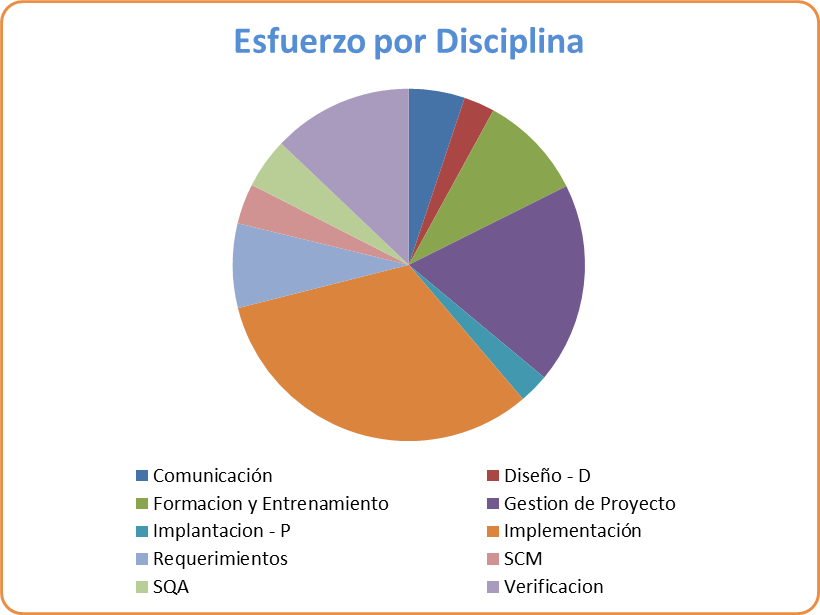 Esfuerzo por Disciplina
Comunicación
Diseño - D
Formacion y Entrenamiento
Gestion de Proyecto
Implantacion - P
Implementación
Requerimientos
SCM
SQA
Verificacion